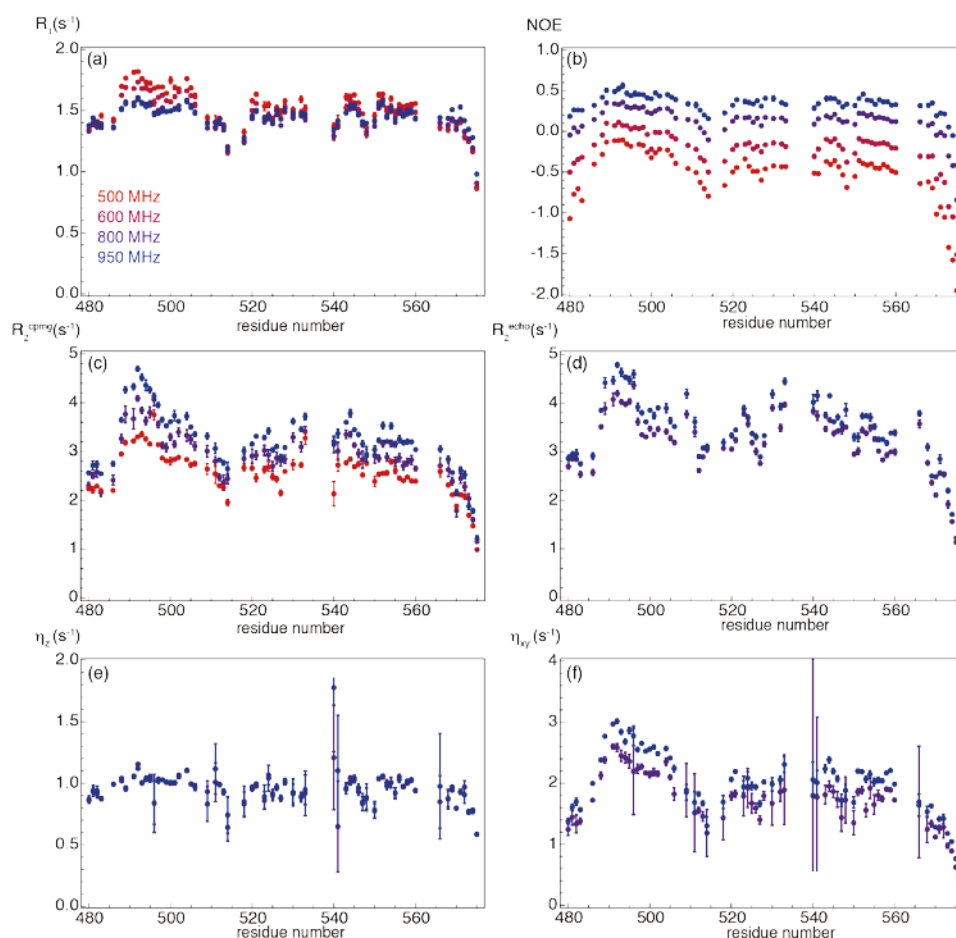 R₁(s⁻¹)
NOE
2.0
(a)
1.5
1.0
500 MHz
600 MHz
800 MHz
950 MHz
0.5
0.0
480 500 520 540 560
residue number
1.0
(b)
0.5
0.0
-0.5
-1.0
-1.5
-2.0
480 500 520 540 560
residue number
R₂ᶜᵖᵐᵍ(s⁻¹)
R₂ᵉᶜʰᵒ(s⁻¹)
5
(c)
4
3
2
1
0
480 500 520 540 560
residue number
5
(d)
4
3
2
1
0
480 500 520 540 560
residue number
η_z (s⁻¹)
η_xy (s⁻¹)
2.0
(e)
1.5
1.0
0.5
0.0
480 500 520 540 560
residue number
4
(f)
3
2
1
0
480 500 520 540 560
residue number